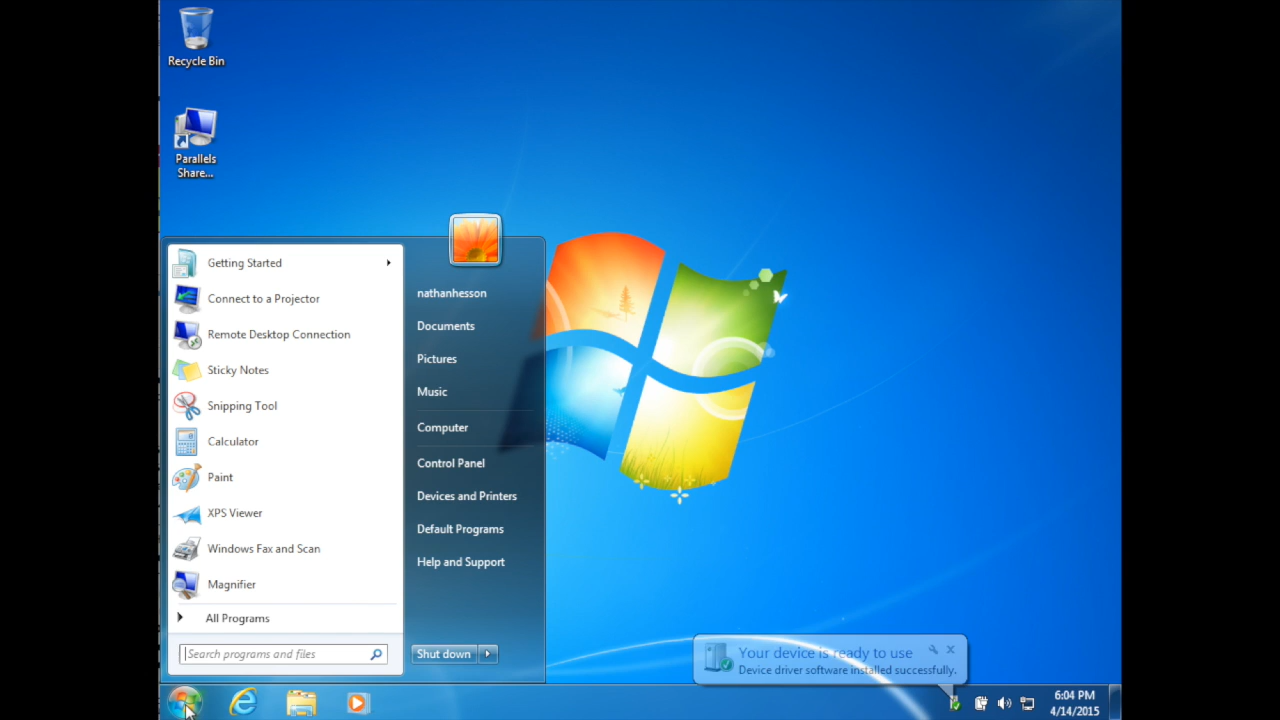 Recycle Bin
Parallels
Share...
Getting Started
Connect to a Projector
Remote Desktop Connection
Sticky Notes
Snipping Tool
Calculator
Paint
XPS Viewer
Windows Fax and Scan
Magnifier
All Programs
Search programs and files
nathanhesson
Documents
Pictures
Music
Computer
Control Panel
Devices and Printers
Default Programs
Help and Support
Shut down
Your device is ready to use
Device driver software installed successfully.
6:04 PM
4/14/2015